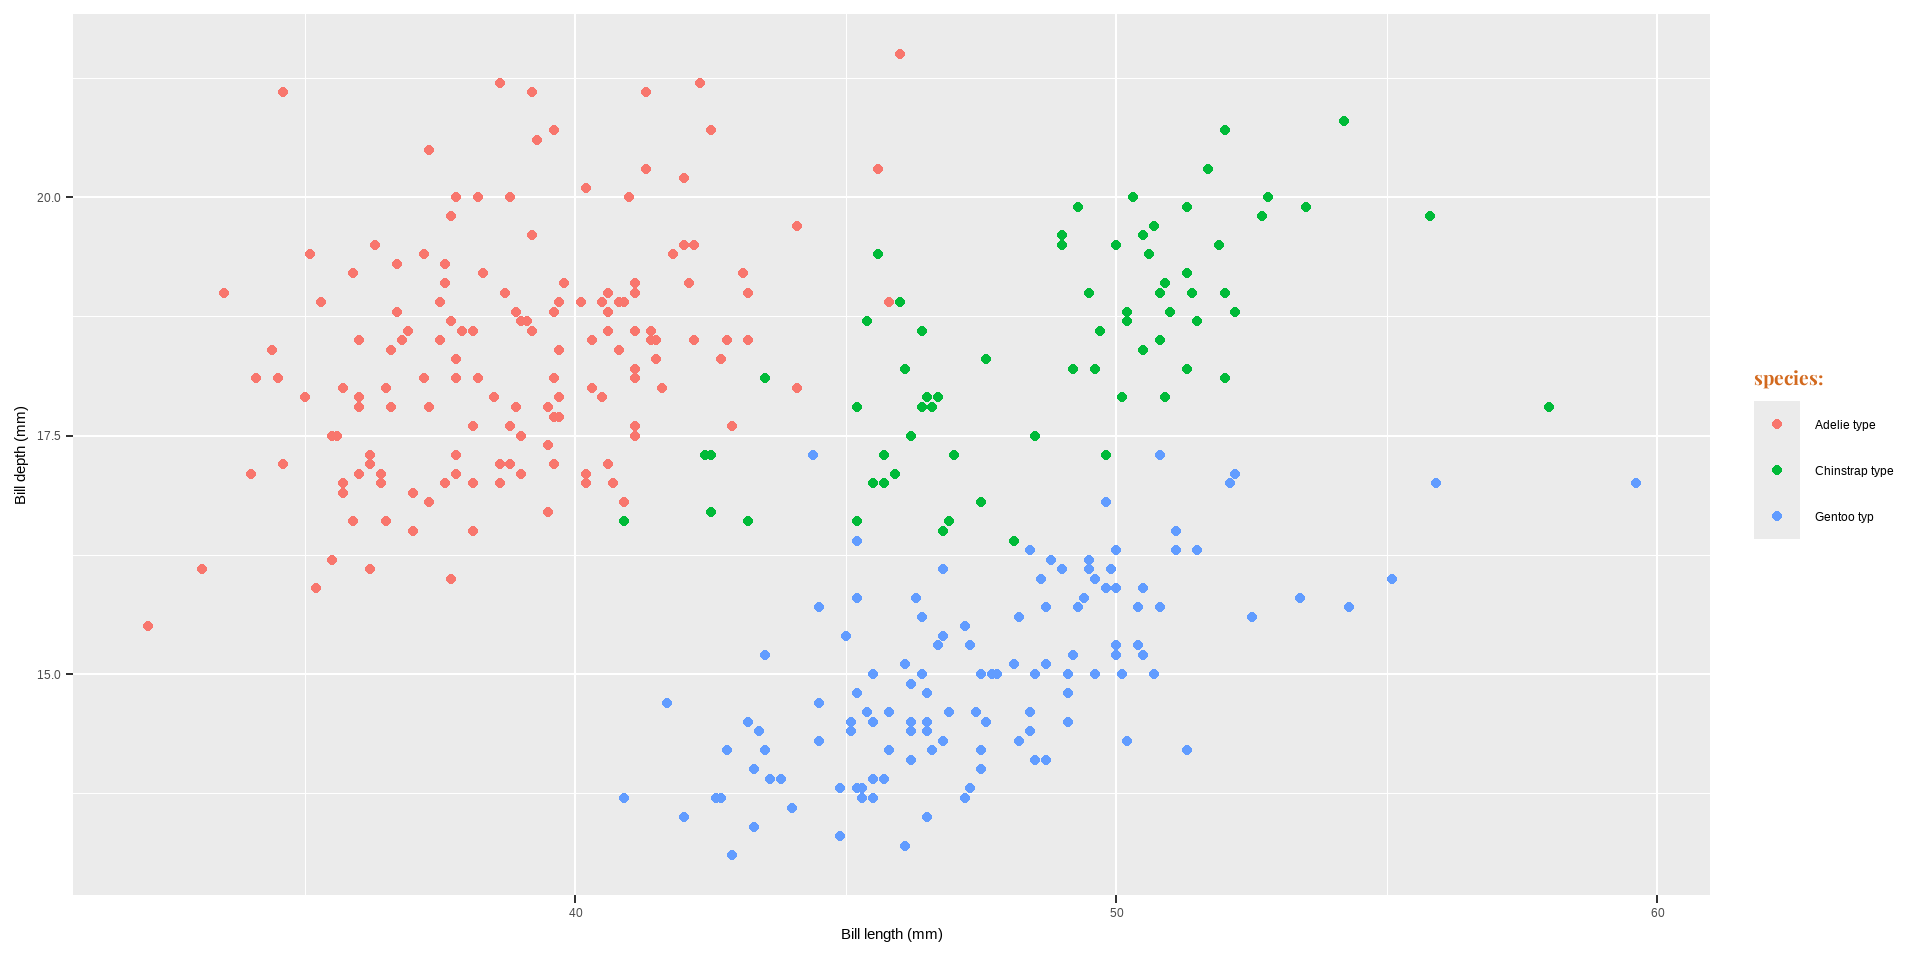 20.0
17.5
15.0
Bill depth (mm)
40
50
60
Bill length (mm)
species:
Adelie type
Chinstrap type
Gentoo typ